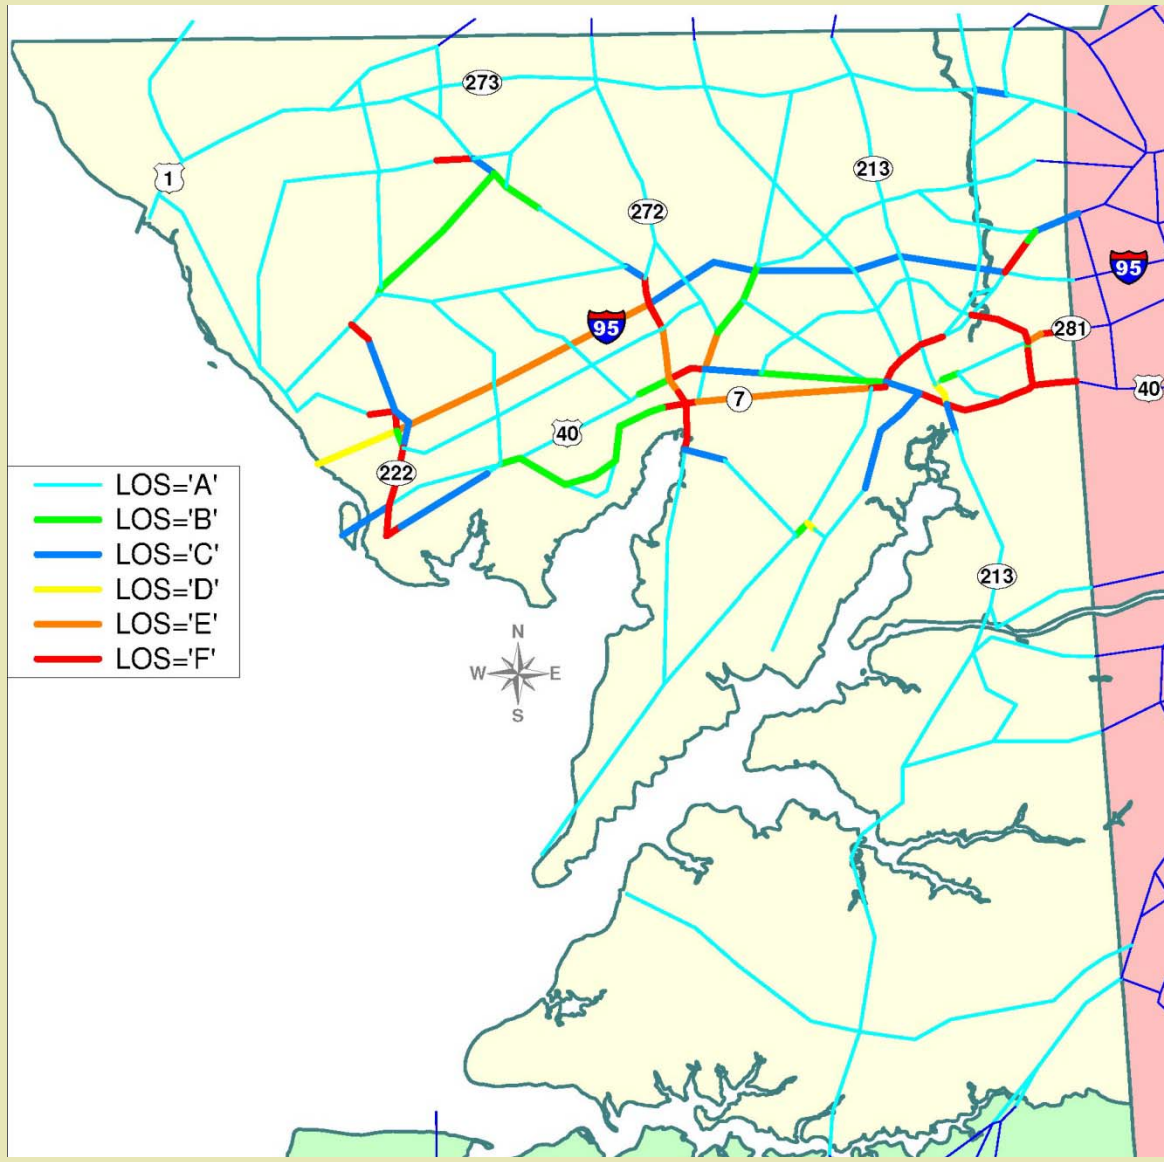 273
1
213
272
95
95
281
40
7
40
222
LOS='A'
LOS='B'
LOS='C'
LOS='D'
LOS='E'
LOS='F'
213
N
W E
S